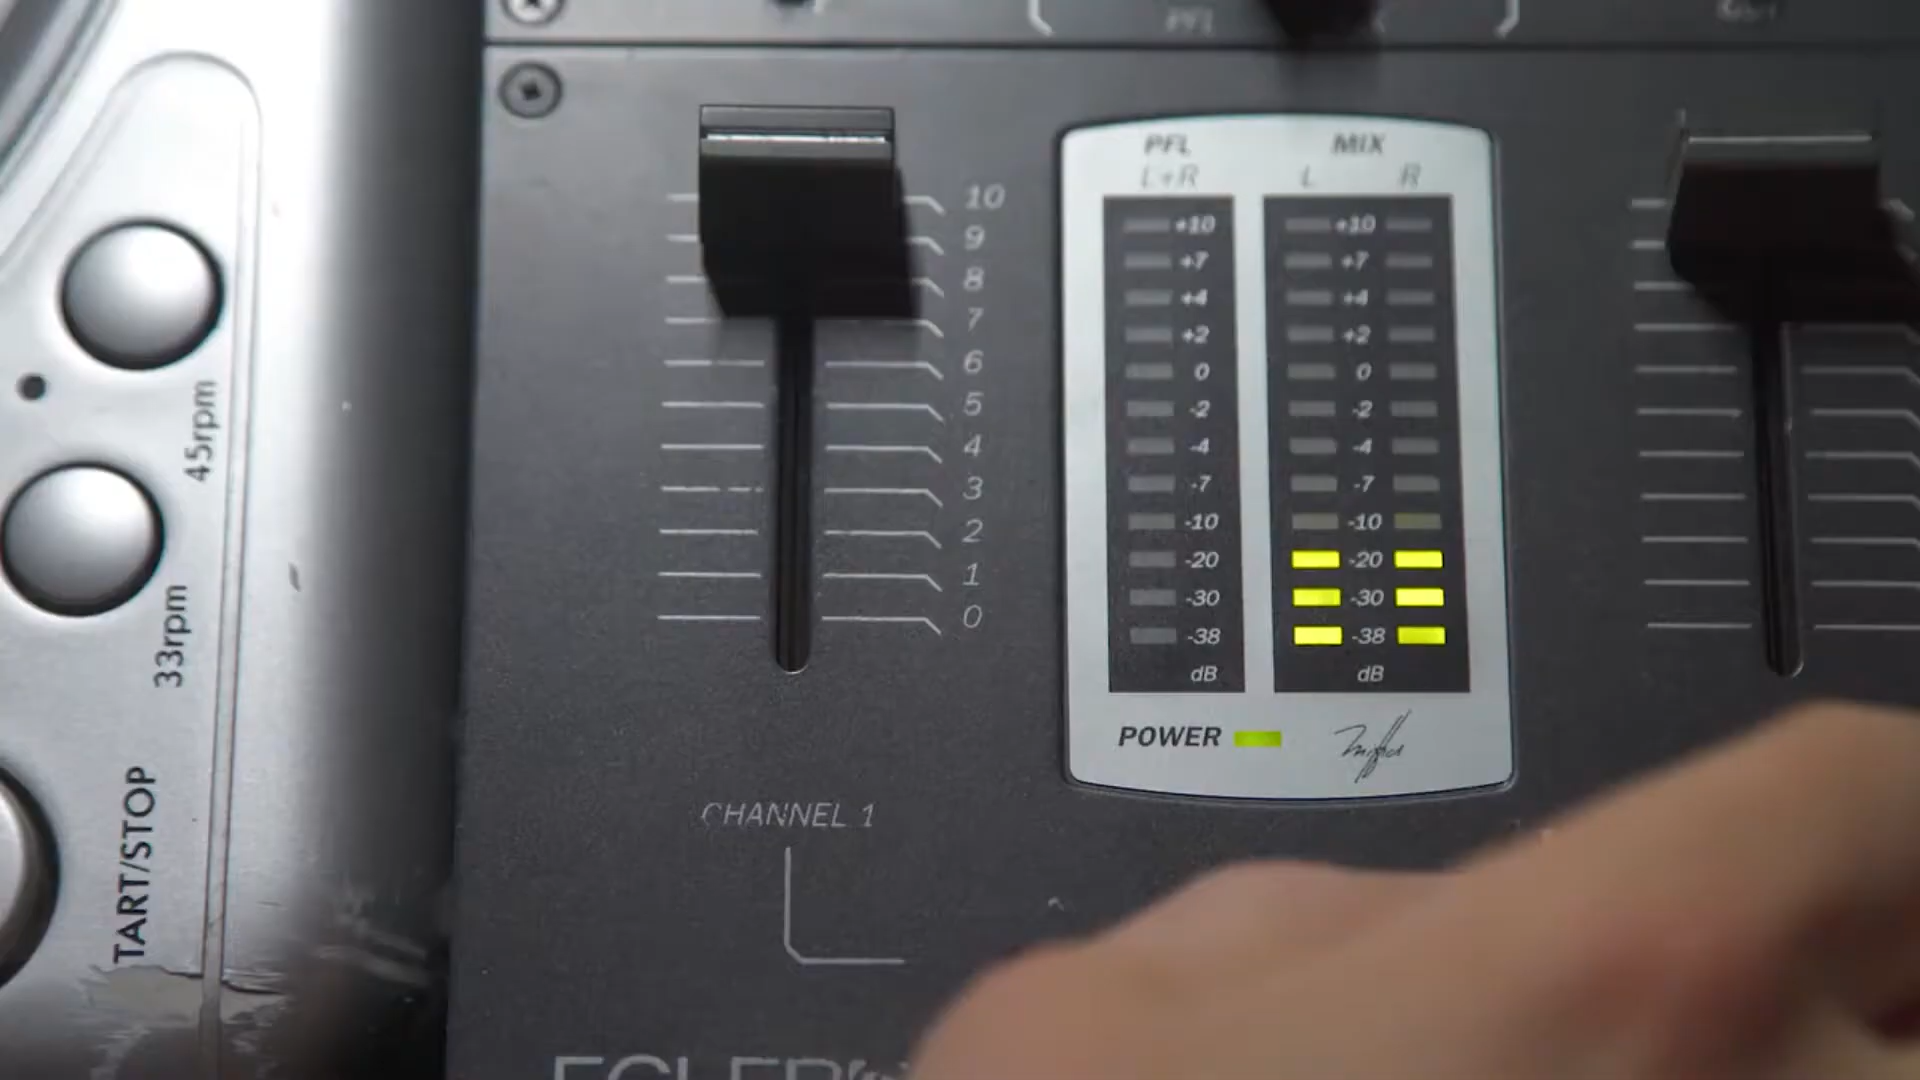 PFL
45rpm
33rpm
TART/STOP
10
9
8
7
6
5
4
3
2
1
0
CHANNEL 1
PFL MIX
L+R L R
+10 +10
+7 +7
+4 +4
+2 +2
0 0
-2 -2
-4 -4
-7 -7
-10 -10
-20 -20
-30 -30
-38 -38
dB dB
POWER